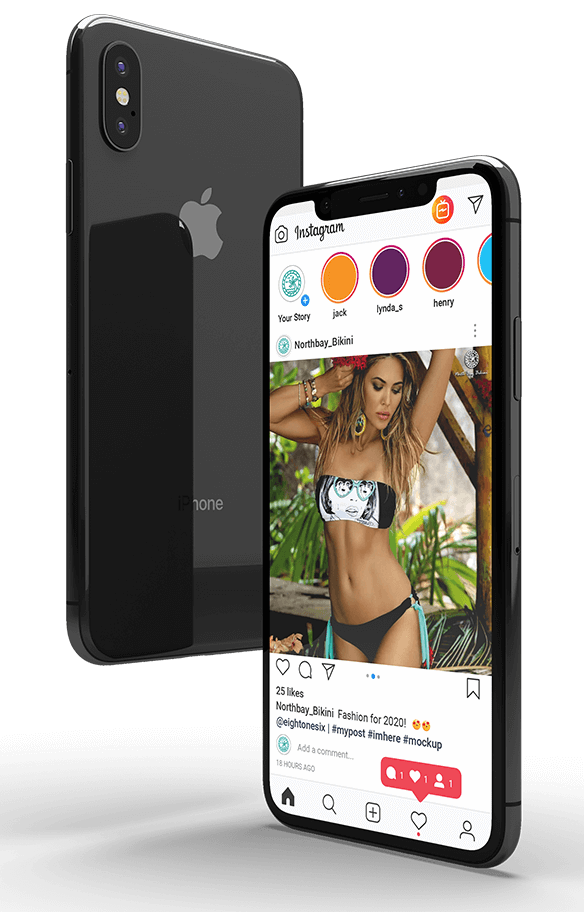 iPhone
Instagram
Your Story
jack
lynda_s
henry
Northbay_Bikini
25 likes
Northbay_Bikini Fashion for 2020! 😍😍
@eightonesix | #mypost #imhere #mockup
Add a comment...
18 HOURS AGO
1 1 1